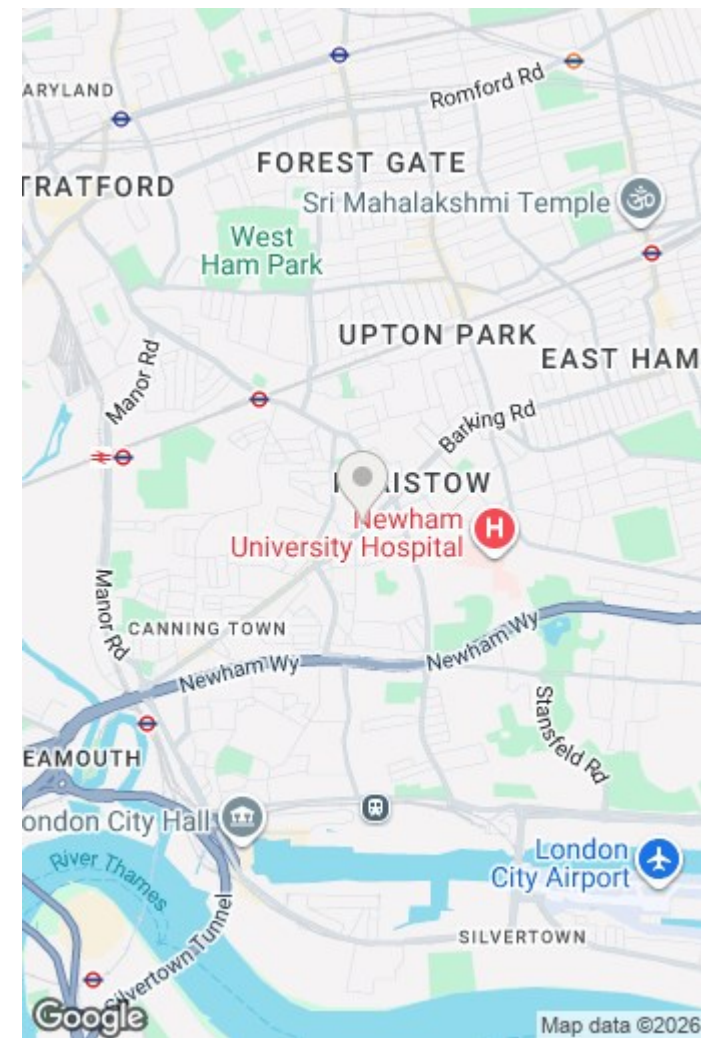 Romford Rd
ARYLAND
FOREST GATE
TRATFORD
Sri Mahalakshmi Temple
West
Ham Park
UPTON PARK
EAST HAM
Manor Rd
Barking Rd
AISTOW
Newham
University Hospital
Manor Rd
CANNING TOWN
Newham Wy
Newham Wy
Stansfeld Rd
EAMOUTH
ondon City Hall
London
City Airport
River Thames
Silvertown Tunnel
SILVERTOWN
Google
Map data ©2026